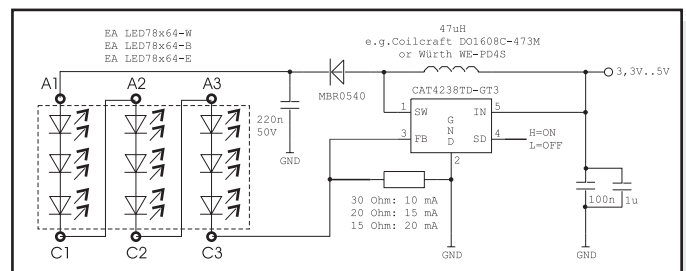 EA LED78x64-W
EA LED78x64-B
EA LED78x64-E
47uH
e.g.Coilcraft DO1608C-473M
or Würth WE-PD4S
A1
A2
A3
3,3V..5V
MBR0540
CAT4238TD-GT3
1
SW
IN
5
220n
50V
GND
3
FB
GND
SD
4
H=ON
L=OFF
2
30 Ohm: 10 mA
20 Ohm: 15 mA
15 Ohm: 20 mA
100n
1u
C1
C2
C3
GND
GND